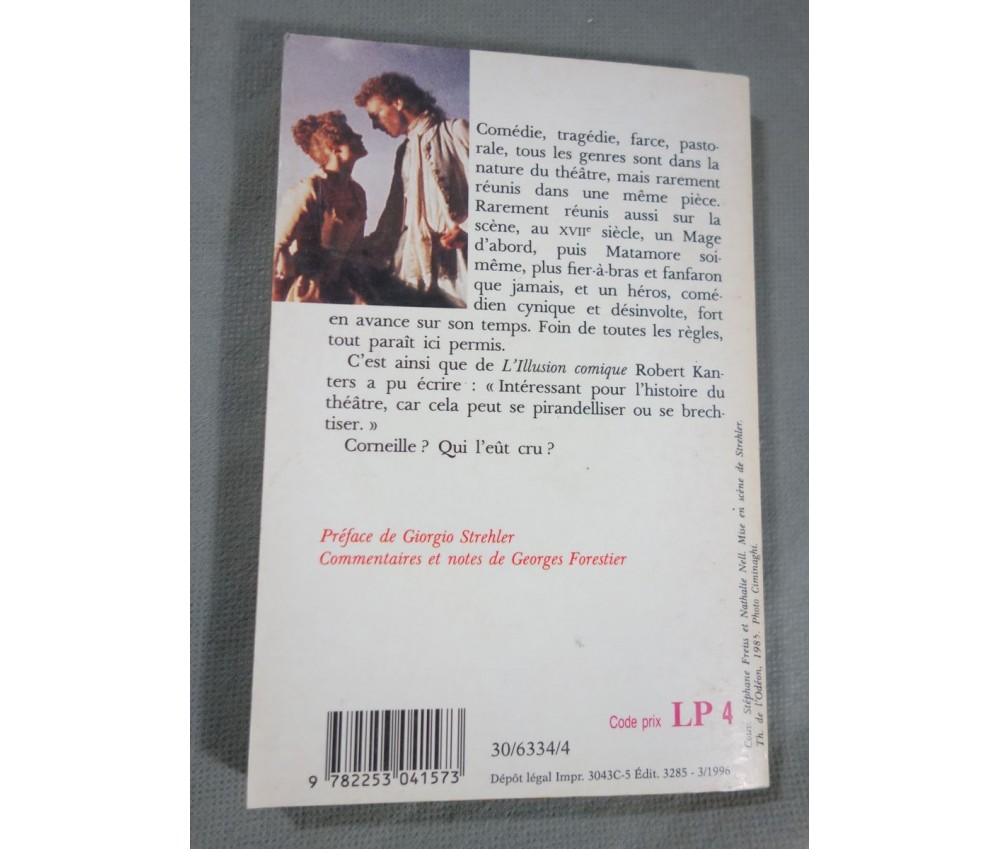 Comédie, tragédie, farce, pasto-
rale, tous les genres sont dans la
nature du théâtre, mais rarement
réunis dans une même pièce.
Rarement réunis aussi sur la
scène, au XVIIᵉ siècle, un Mage
d'abord, puis Matamore soi-
même, plus fier-à-bras et fanfaron
que jamais, et un héros, comé-
dien cynique et désinvolte, fort
en avance sur son temps. Foin de toutes les règles,
tout paraît ici permis.
C'est ainsi que de L'Illusion comique Robert Kan-
ters a pu écrire : « Intéressant pour l'histoire du
théâtre, car cela peut se pirandelliser ou se brech-
tiser. »
Corneille ? Qui l'eût cru ?
Préface de Giorgio Strehler
Commentaires et notes de Georges Forestier
Couv. Stéphane Freiss et Nathalie Nell. Mise en scène de Strehler.
Th. de l'Odéon, 1985. Photo Ciminaghi.
Code prix LP 4
30/6334/4
9 782253 041573
Dépôt légal Impr. 3043C-5 Édit. 3285 - 3/1996